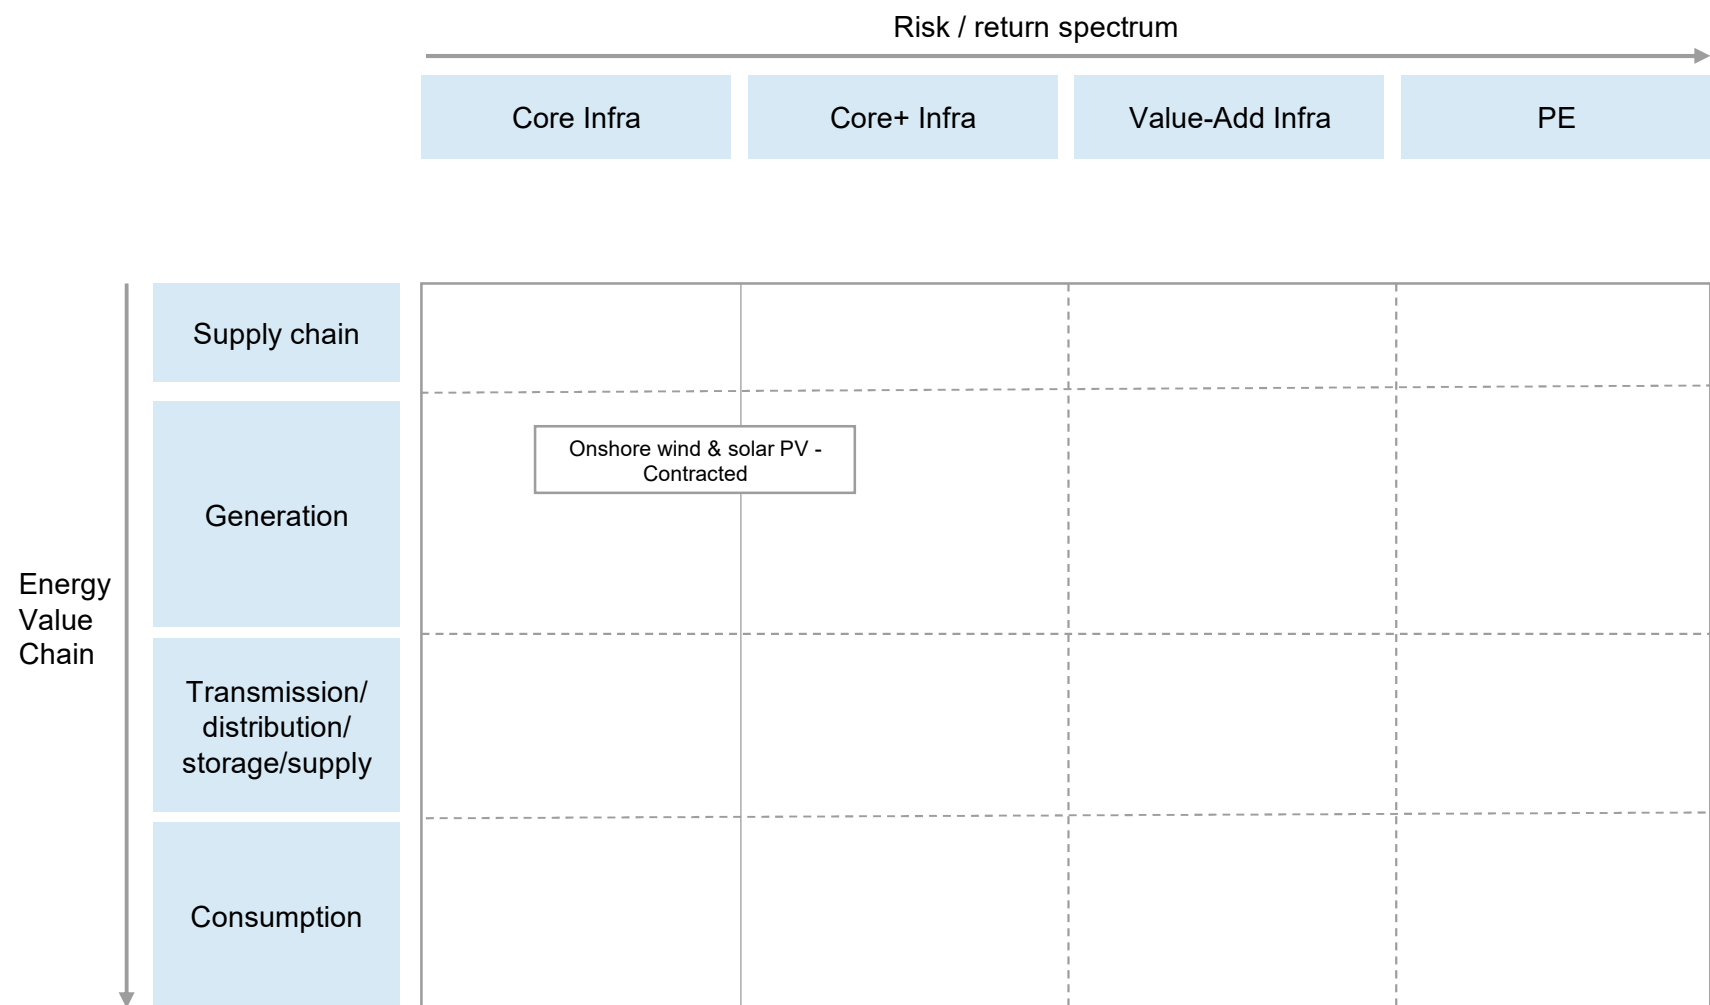 Risk / return spectrum
Core Infra
Core+ Infra
Value-Add Infra
PE
Supply chain
Onshore wind & solar PV -
Contracted
Generation
Energy
Value
Chain
Transmission/
distribution/
storage/supply
Consumption